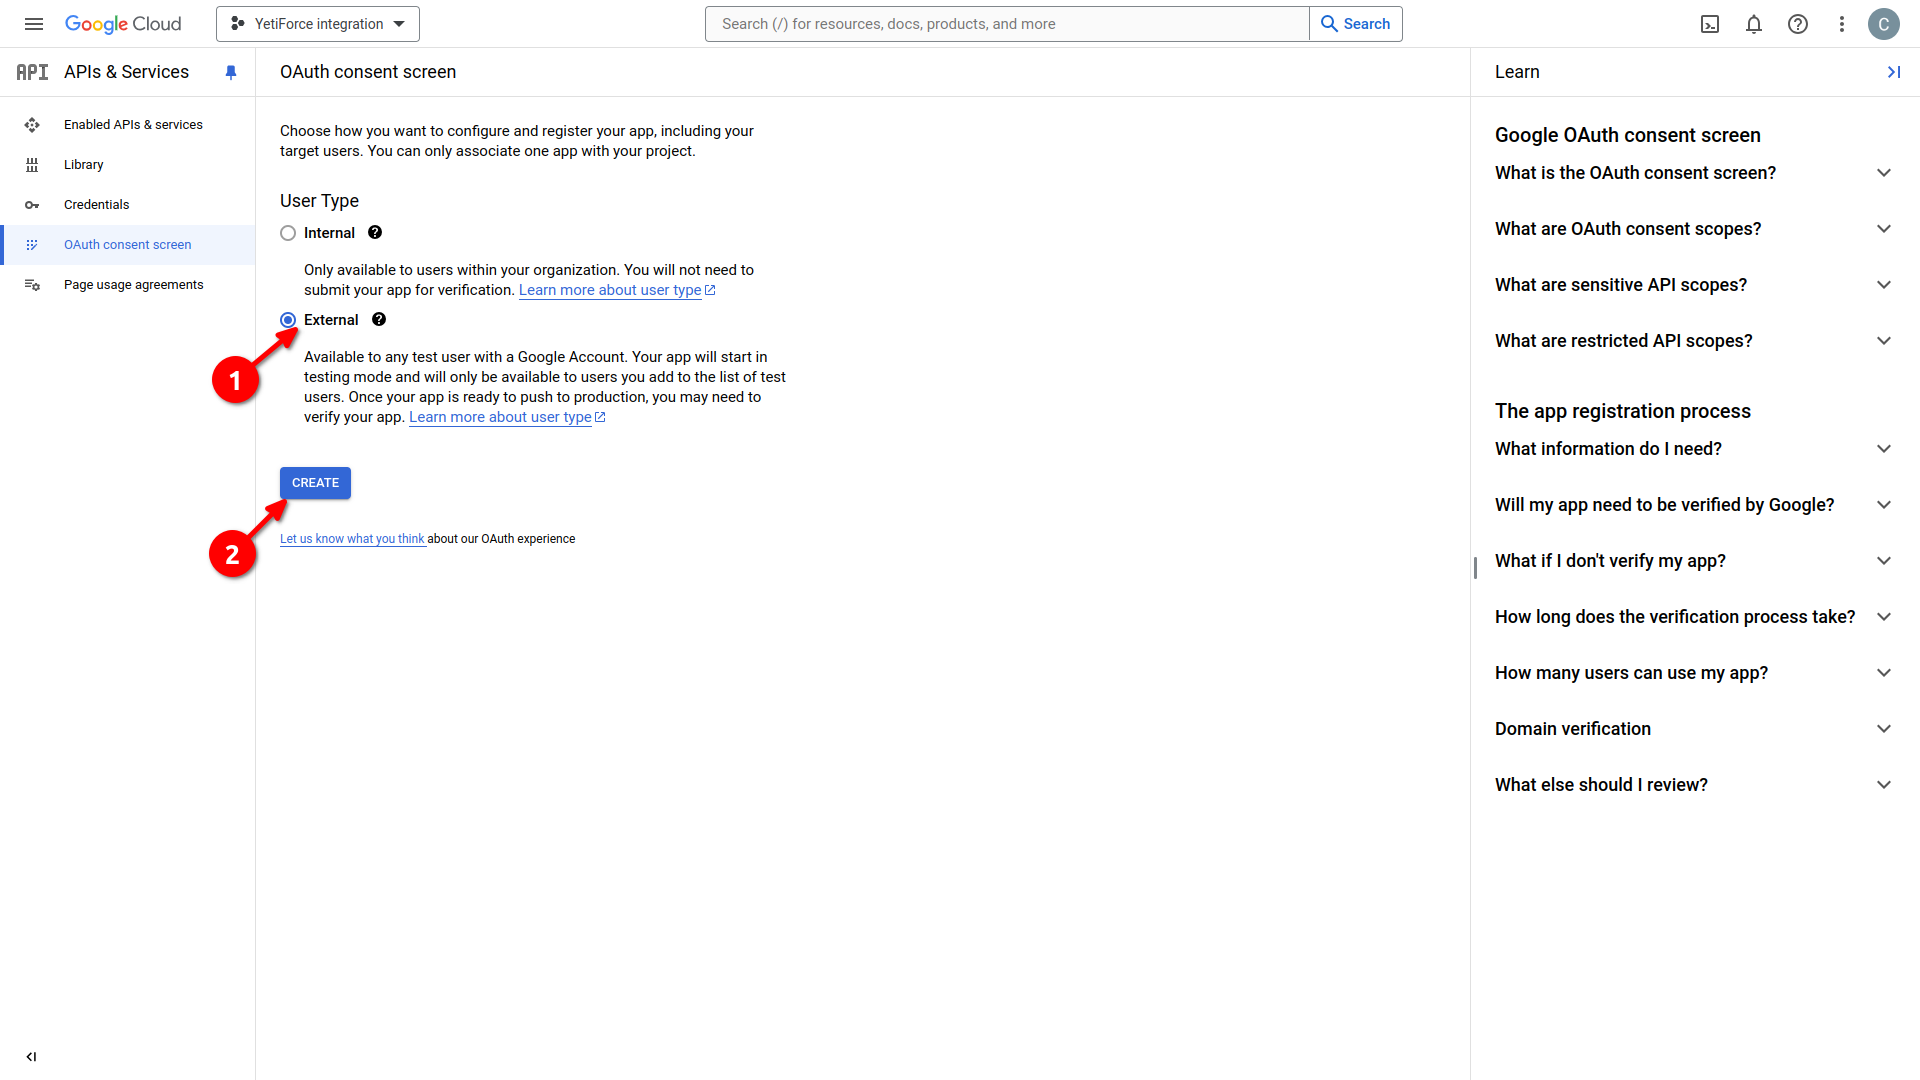 Google Cloud
YetiForce integration
Search (/) for resources, docs, products, and more
Search
C
API
APIs & Services
Enabled APIs & services
Library
Credentials
OAuth consent screen
Page usage agreements
OAuth consent screen
Choose how you want to configure and register your app, including your
target users. You can only associate one app with your project.
User Type
Internal
Only available to users within your organization. You will not need to
submit your app for verification. Learn more about user type
External
1
Available to any test user with a Google Account. Your app will start in
testing mode and will only be available to users you add to the list of test
users. Once your app is ready to push to production, you may need to
verify your app. Learn more about user type
CREATE
2
Let us know what you think about our OAuth experience
Learn
Google OAuth consent screen
What is the OAuth consent screen?
What are OAuth consent scopes?
What are sensitive API scopes?
What are restricted API scopes?
The app registration process
What information do I need?
Will my app need to be verified by Google?
What if I don't verify my app?
How long does the verification process take?
How many users can use my app?
Domain verification
What else should I review?